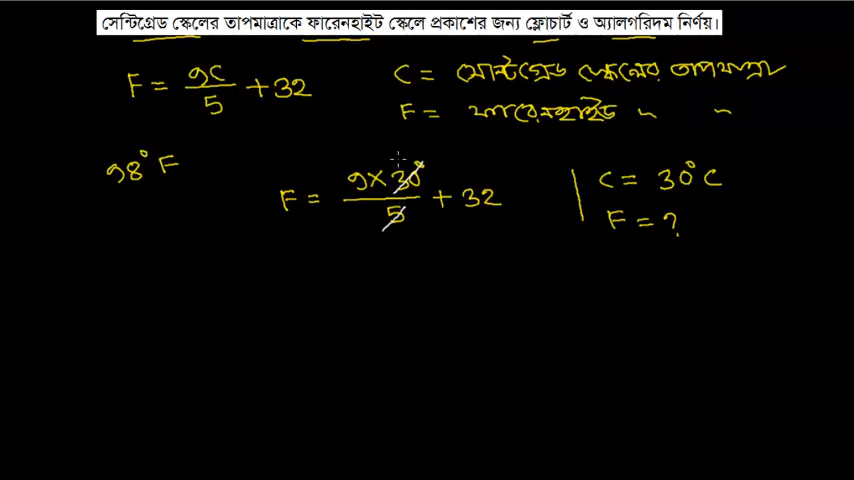 সেন্টিগ্রেড স্কেলের তাপমাত্রাকে ফারেনহাইট স্কেলে প্রকাশের জন্য ফ্লোচার্ট ও অ্যালগরিদম নির্ণয়।
F = 9C/5 + 32
C = সেন্টিগ্রেড স্কেলের তাপমাত্রা
F = ফারেনহাইড " "
98° F
F = 9 × 30°/5 + 32
C = 30° C
F = ?